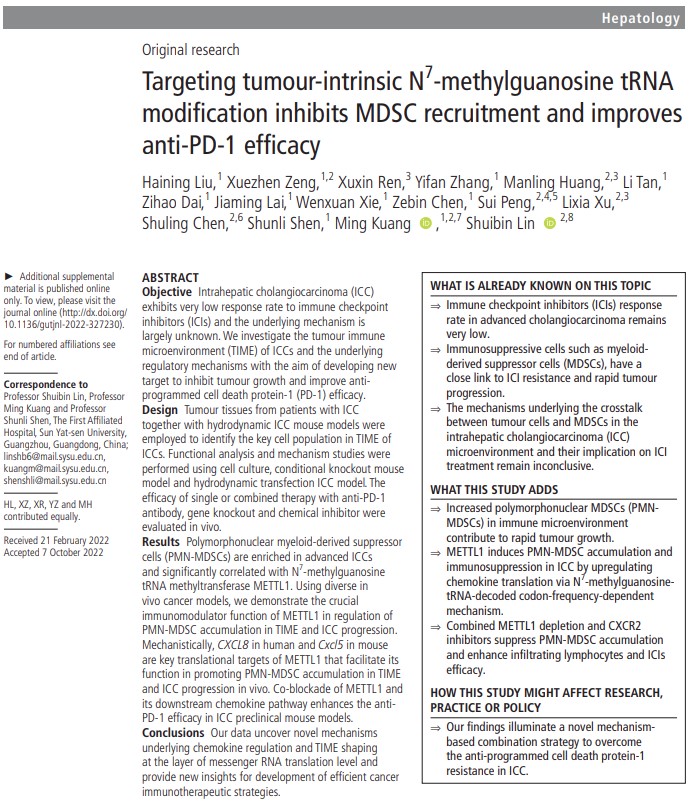 Hepatology
Original research
Targeting tumour-intrinsic N7-methylguanosine tRNA
modification inhibits MDSC recruitment and improves
anti-PD-1 efficacy
Haining Liu,1 Xuezhen Zeng,1,2 Xuxin Ren,3 Yifan Zhang,1 Manling Huang,2,3 Li Tan,1
Zihao Dai,1 Jiaming Lai,1 Wenxuan Xie,1 Zebin Chen,1 Sui Peng,2,4,5 Lixia Xu,2,3
Shuling Chen,2,6 Shunli Shen,1 Ming Kuang iD ,1,2,7 Shuibin Lin iD 2,8
► Additional supplemental
material is published online
only. To view, please visit the
journal online (http://dx.doi.org/
10.1136/gutjnl-2022-327230).
For numbered affiliations see
end of article.
Correspondence to
Professor Shuibin Lin, Professor
Ming Kuang and Professor
Shunli Shen, The First Affiliated
Hospital, Sun Yat-sen University,
Guangzhou, Guangdong, China;
linshb6@mail.sysu.edu.cn,
kuangm@mail.sysu.edu.cn,
shenshli@mail.sysu.edu.cn
HL, XZ, XR, YZ and MH
contributed equally.
Received 21 February 2022
Accepted 7 October 2022
ABSTRACT
Objective Intrahepatic cholangiocarcinoma (ICC)
exhibits very low response rate to immune checkpoint
inhibitors (ICIs) and the underlying mechanism is
largely unknown. We investigate the tumour immune
microenvironment (TIME) of ICCs and the underlying
regulatory mechanisms with the aim of developing new
target to inhibit tumour growth and improve anti-
programmed cell death protein-1 (PD-1) efficacy.
Design Tumour tissues from patients with ICC
together with hydrodynamic ICC mouse models were
employed to identify the key cell population in TIME of
ICCs. Functional analysis and mechanism studies were
performed using cell culture, conditional knockout mouse
model and hydrodynamic transfection ICC model. The
efficacy of single or combined therapy with anti-PD-1
antibody, gene knockout and chemical inhibitor were
evaluated in vivo.
Results Polymorphonuclear myeloid-derived suppressor
cells (PMN-MDSCs) are enriched in advanced ICCs
and significantly correlated with N7-methylguanosine
tRNA methyltransferase METTL1. Using diverse in
vivo cancer models, we demonstrate the crucial
immunomodulator function of METTL1 in regulation of
PMN-MDSC accumulation in TIME and ICC progression.
Mechanistically, CXCL8 in human and Cxcl5 in mouse
are key translational targets of METTL1 that facilitate its
function in promoting PMN-MDSC accumulation in TIME
and ICC progression in vivo. Co-blockade of METTL1 and
its downstream chemokine pathway enhances the anti-
PD-1 efficacy in ICC preclinical mouse models.
Conclusions Our data uncover novel mechanisms
underlying chemokine regulation and TIME shaping
at the layer of messenger RNA translation level and
provide new insights for development of efficient cancer
immunotherapeutic strategies.
WHAT IS ALREADY KNOWN ON THIS TOPIC
⇒ Immune checkpoint inhibitors (ICIs) response
rate in advanced cholangiocarcinoma remains
very low.
⇒ Immunosuppressive cells such as myeloid-
derived suppressor cells (MDSCs), have a
close link to ICI resistance and rapid tumour
progression.
⇒ The mechanisms underlying the crosstalk
between tumour cells and MDSCs in the
intrahepatic cholangiocarcinoma (ICC)
microenvironment and their implication on ICI
treatment remain inconclusive.
WHAT THIS STUDY ADDS
⇒ Increased polymorphonuclear MDSCs (PMN-
MDSCs) in immune microenvironment
contribute to rapid tumour growth.
⇒ METTL1 induces PMN-MDSC accumulation and
immunosuppression in ICC by upregulating
chemokine translation via N7-methylguanosine-
tRNA-decoded codon-frequency-dependent
mechanism.
⇒ Combined METTL1 depletion and CXCR2
inhibitors suppress PMN-MDSC accumulation
and enhance infiltrating lymphocytes and ICIs
efficacy.
HOW THIS STUDY MIGHT AFFECT RESEARCH,
PRACTICE OR POLICY
⇒ Our findings illuminate a novel mechanism-
based combination strategy to overcome
the anti-programmed cell death protein-1
resistance in ICC.